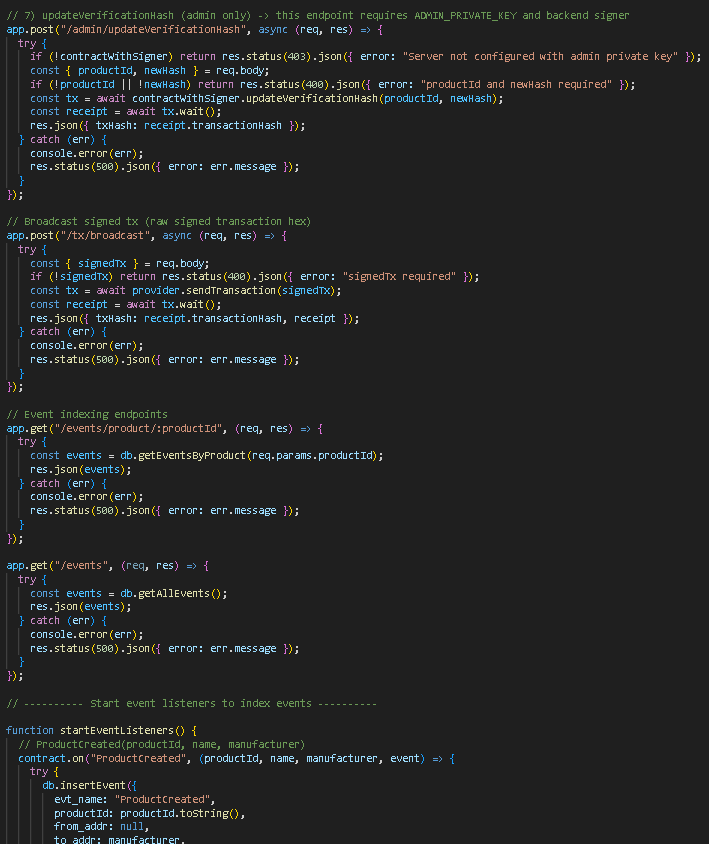 // 7) updateVerificationHash (admin only) -> this endpoint requires ADMIN_PRIVATE_KEY and backend signer
app.post("/admin/updateVerificationHash", async (req, res) => {
  try {
    if (!contractWithSigner) return res.status(403).json({ error: "Server not configured with admin private key" });
    const { productId, newHash } = req.body;
    if (!productId || !newHash) return res.status(400).json({ error: "productId and newHash required" });
    const tx = await contractWithSigner.updateVerificationHash(productId, newHash);
    const receipt = await tx.wait();
    res.json({ txHash: receipt.transactionHash });
  } catch (err) {
    console.error(err);
    res.status(500).json({ error: err.message });
  }
});

// Broadcast signed tx (raw signed transaction hex)
app.post("/tx/broadcast", async (req, res) => {
  try {
    const { signedTx } = req.body;
    if (!signedTx) return res.status(400).json({ error: "signedTx required" });
    const tx = await provider.sendTransaction(signedTx);
    const receipt = await tx.wait();
    res.json({ txHash: receipt.transactionHash, receipt });
  } catch (err) {
    console.error(err);
    res.status(500).json({ error: err.message });
  }
});

// Event indexing endpoints
app.get("/events/product/:productId", (req, res) => {
  try {
    const events = db.getEventsByProduct(req.params.productId);
    res.json(events);
  } catch (err) {
    console.error(err);
    res.status(500).json({ error: err.message });
  }
});

app.get("/events", (req, res) => {
  try {
    const events = db.getAllEvents();
    res.json(events);
  } catch (err) {
    console.error(err);
    res.status(500).json({ error: err.message });
  }
});

// ---------- Start event listeners to index events ----------

function startEventListeners() {
  // ProductCreated(productId, name, manufacturer)
  contract.on("ProductCreated", (productId, name, manufacturer, event) => {
    try {
      db.insertEvent({
        evt_name: "ProductCreated",
        productId: productId.toString(),
        from_addr: null,
        to_addr: manufacturer,